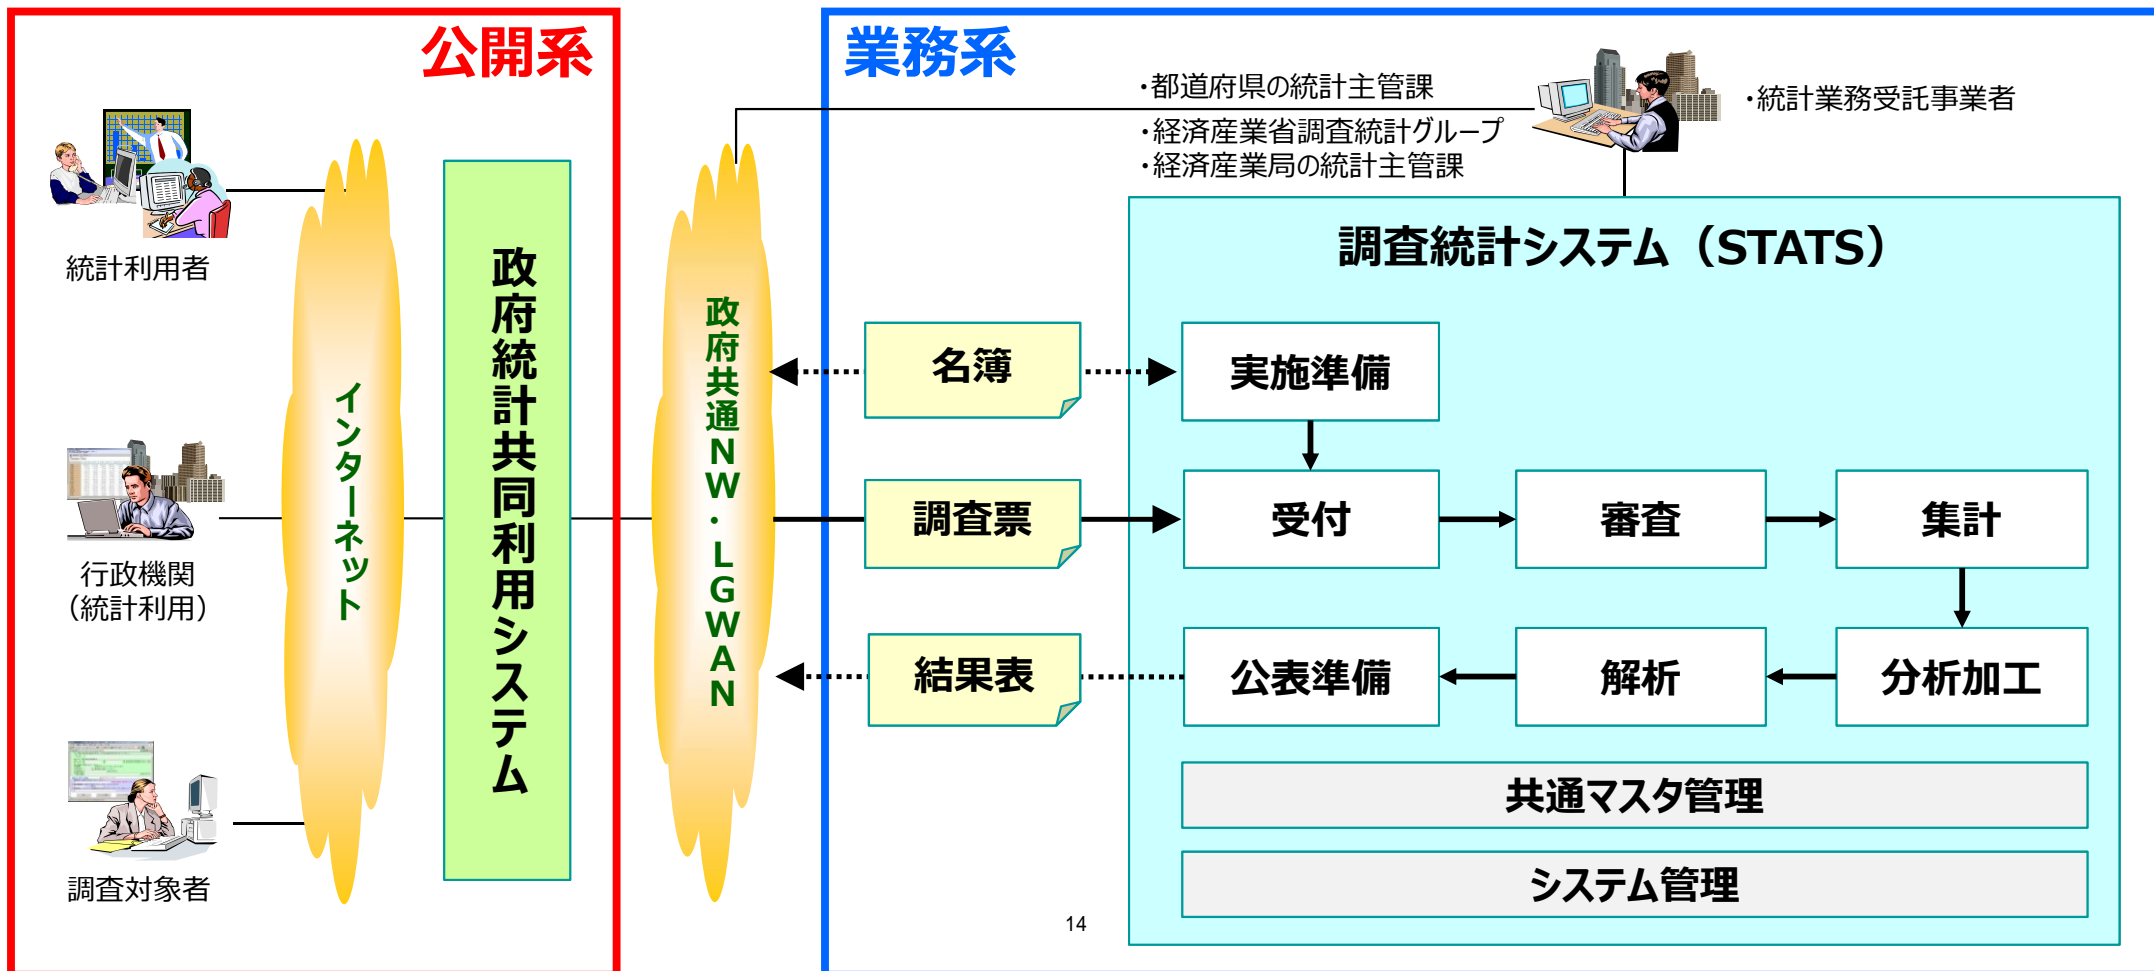 公開系
統計利用者
行政機関
（統計利用）
調査対象者
インターネット
政府統計共同利用システム
政府共通NW・LGWAN
業務系
・都道府県の統計主管課
・経済産業省調査統計グループ
・経済産業局の統計主管課
・統計業務受託事業者
調査統計システム（STATS）
名簿
実施準備
調査票
受付
審査
集計
結果表
公表準備
解析
分析加工
共通マスタ管理
システム管理
14